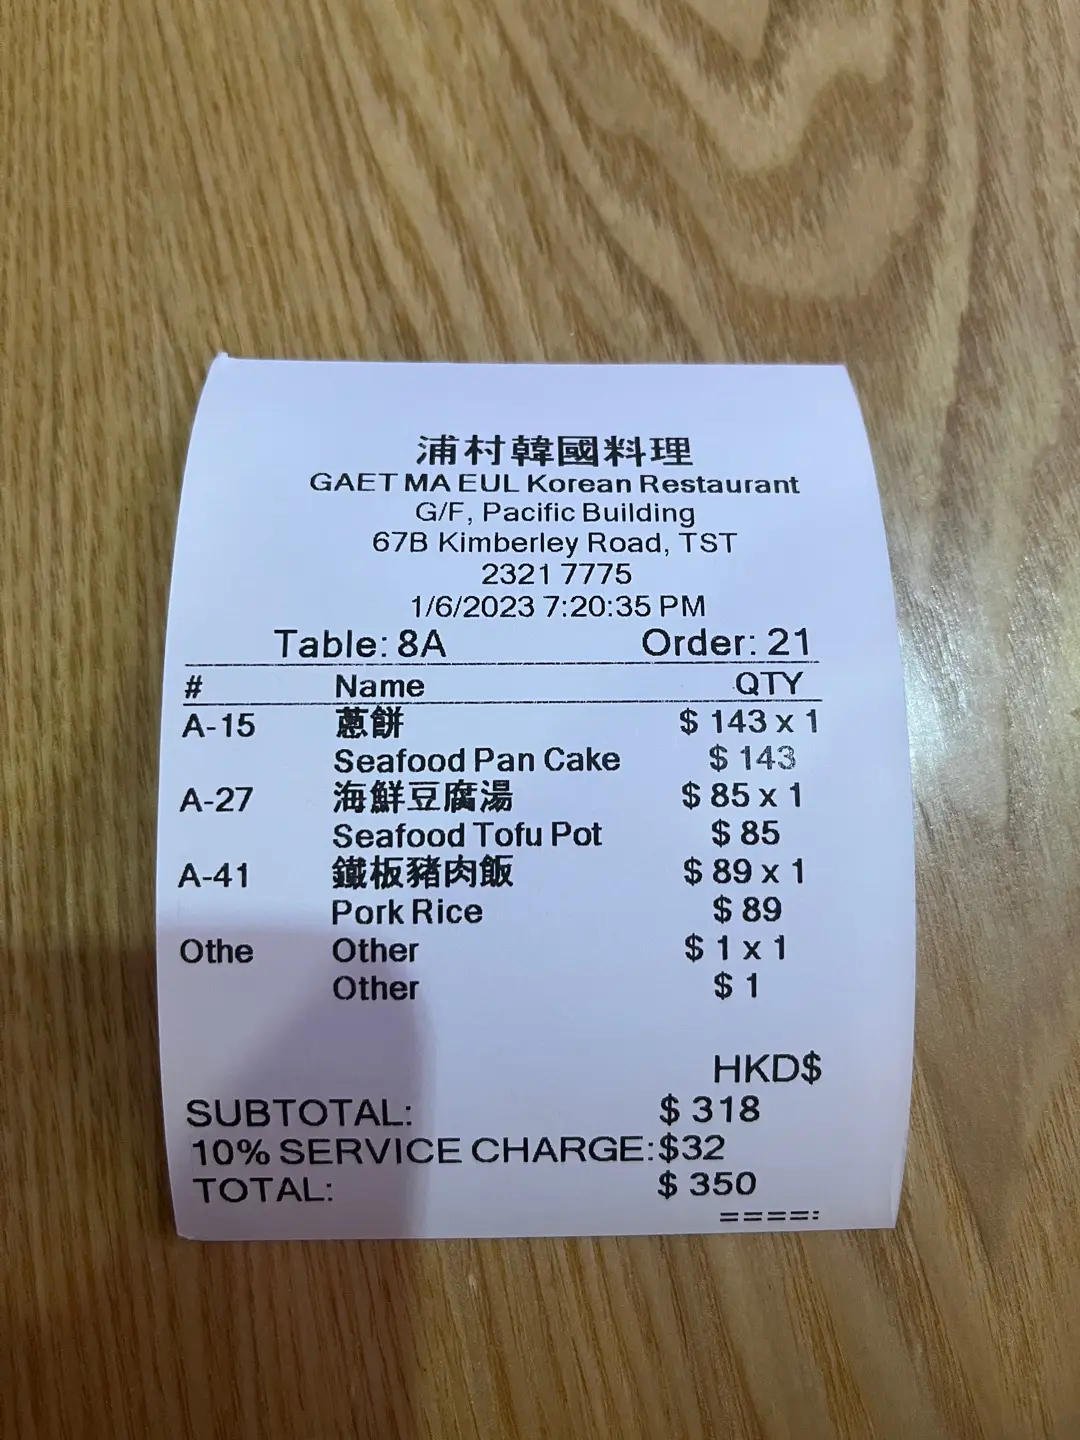 浦村韓國料理
GAET MA EUL Korean Restaurant
G/F, Pacific Building
67B Kimberley Road, TST
2321 7775
1/6/2023 7:20:35 PM
Table: 8A Order: 21
# Name QTY
A-15 蔥餅 $ 143 x 1
Seafood Pan Cake $ 143
A-27 海鮮豆腐湯 $ 85 x 1
Seafood Tofu Pot $ 85
A-41 鐵板豬肉飯 $ 89 x 1
Pork Rice $ 89
Othe Other $ 1 x 1
Other $ 1
HKD$
SUBTOTAL: $ 318
10% SERVICE CHARGE:$32
TOTAL: $ 350
====: